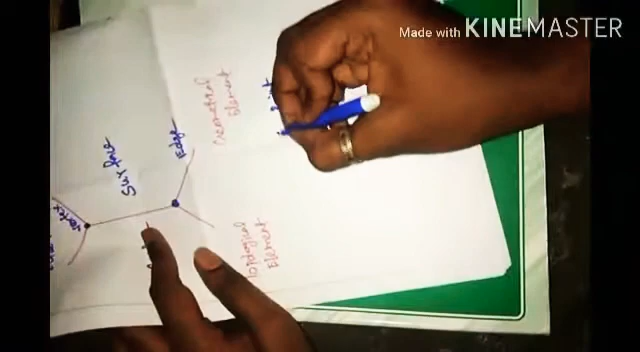 Made with KINEMASTER
Geometrical
Element
Surface
Edge
Vertex
Topological
Element